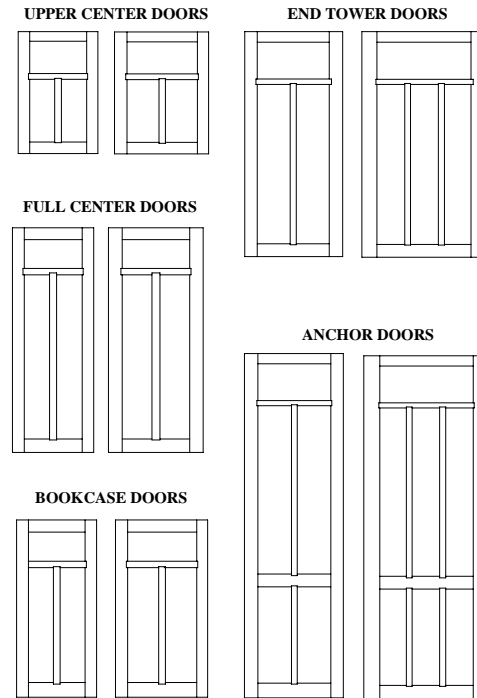 UPPER CENTER DOORS
END TOWER DOORS
FULL CENTER DOORS
ANCHOR DOORS
BOOKCASE DOORS